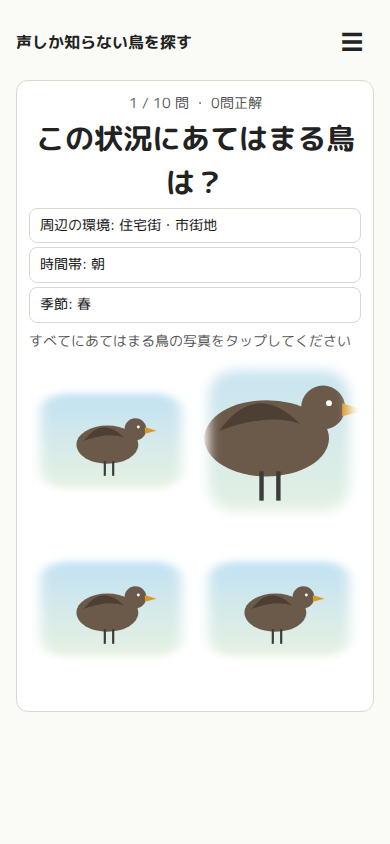 声しか知らない鳥を探す
1 / 10 問 · 0問正解
この状況にあてはまる鳥
は？
周辺の環境: 住宅街・市街地
時間帯: 朝
季節: 春
すべてにあてはまる鳥の写真をタップしてください